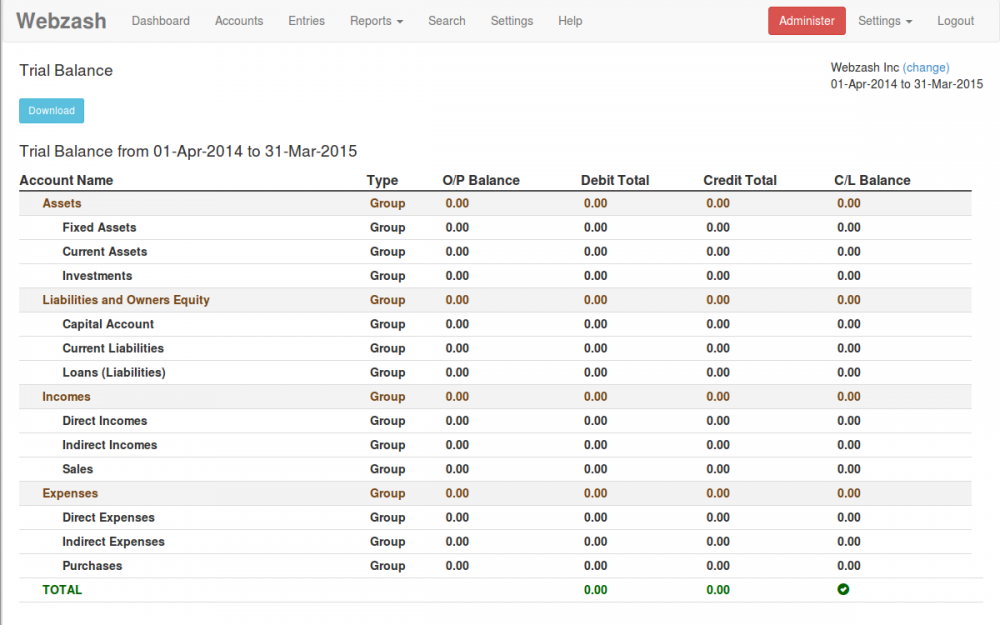 Webzash Dashboard Accounts Entries Reports Search Settings Help Administer Settings Logout
Trial Balance
Webzash Inc (change)
01-Apr-2014 to 31-Mar-2015
Download
Trial Balance from 01-Apr-2014 to 31-Mar-2015
Account Name Type O/P Balance Debit Total Credit Total C/L Balance
Assets Group 0.00 0.00 0.00 0.00
Fixed Assets Group 0.00 0.00 0.00 0.00
Current Assets Group 0.00 0.00 0.00 0.00
Investments Group 0.00 0.00 0.00 0.00
Liabilities and Owners Equity Group 0.00 0.00 0.00 0.00
Capital Account Group 0.00 0.00 0.00 0.00
Current Liabilities Group 0.00 0.00 0.00 0.00
Loans (Liabilities) Group 0.00 0.00 0.00 0.00
Incomes Group 0.00 0.00 0.00 0.00
Direct Incomes Group 0.00 0.00 0.00 0.00
Indirect Incomes Group 0.00 0.00 0.00 0.00
Sales Group 0.00 0.00 0.00 0.00
Expenses Group 0.00 0.00 0.00 0.00
Direct Expenses Group 0.00 0.00 0.00 0.00
Indirect Expenses Group 0.00 0.00 0.00 0.00
Purchases Group 0.00 0.00 0.00 0.00
TOTAL 0.00 0.00